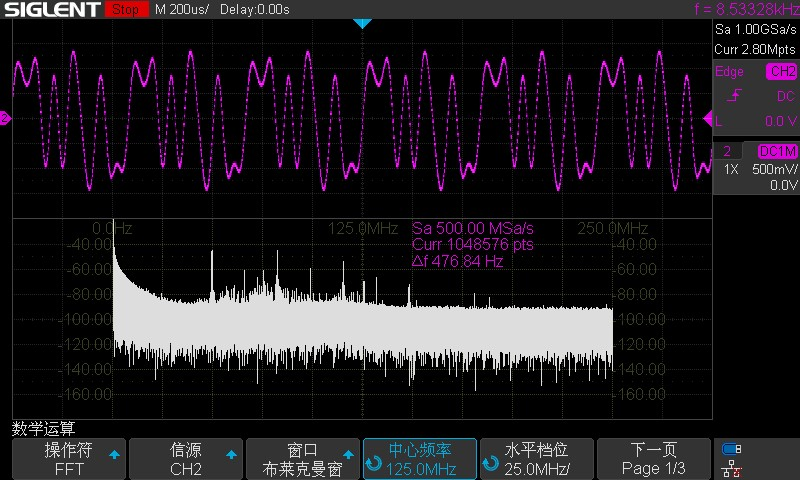 SIGLENT Stop M 200us/ Delay:0.00s f = 8.53328kHz
Sa 1.00GSa/s
Curr 2.80Mpts
Edge CH2
DC
L 0.0 V
2 DC1M
1X 500mV/
0.0V
2
0.0Hz 125.0MHz 250.0MHz
Sa 500.00 MSa/s
Curr 1048576 pts
Δf 476.84 Hz
-40.00 -40.00
-60.00 -60.00
-80.00 -80.00
-100.00 -100.00
-120.00 -120.00
-140.00 -140.00
-160.00 -160.00
数学运算
操作符 信源 窗口 中心频率 水平档位 下一页
FFT CH2 布莱克曼窗 125.0MHz 25.0MHz/ Page 1/3